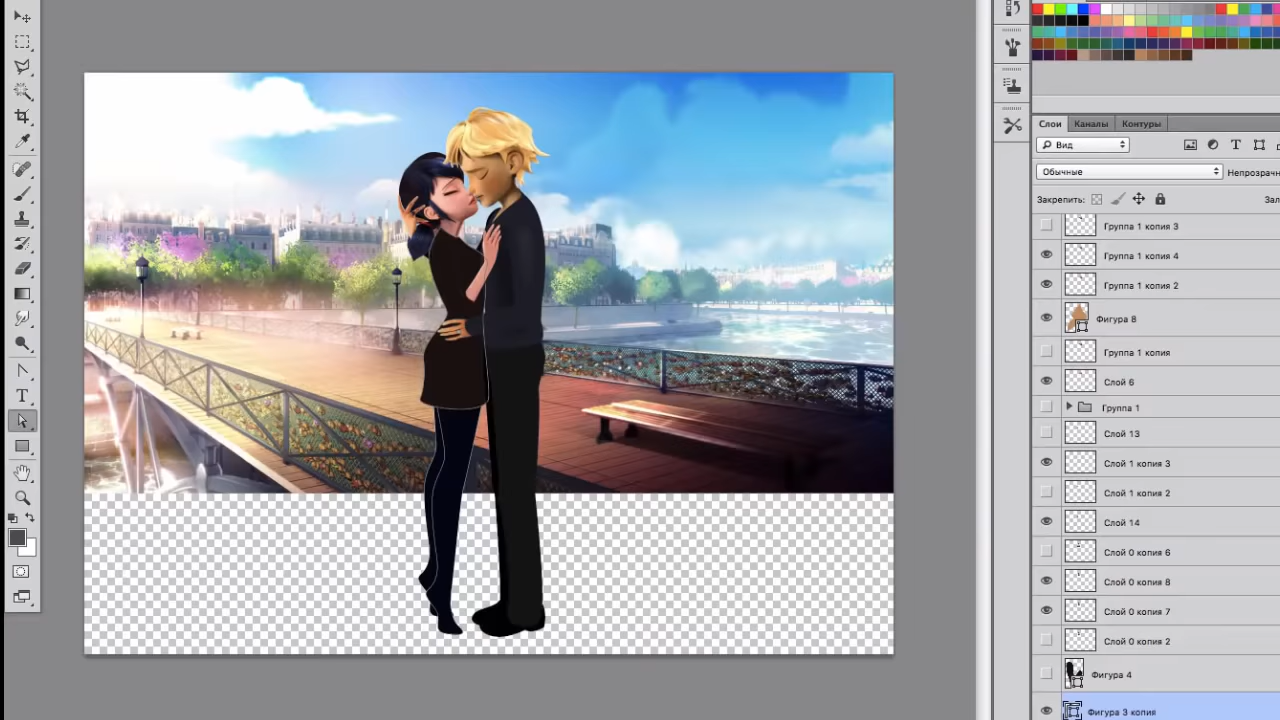 Слои Каналы Контуры
Вид
Обычные
Непрозрачн
Закрепить:
Зал
Группа 1 копия 3
Группа 1 копия 4
Группа 1 копия 2
Фигура 8
Группа 1 копия
Слой 6
Группа 1
Слой 13
Слой 1 копия 3
Слой 1 копия 2
Слой 14
Слой 0 копия 6
Слой 0 копия 8
Слой 0 копия 7
Слой 0 копия 2
Фигура 4
Фигура 3 копия